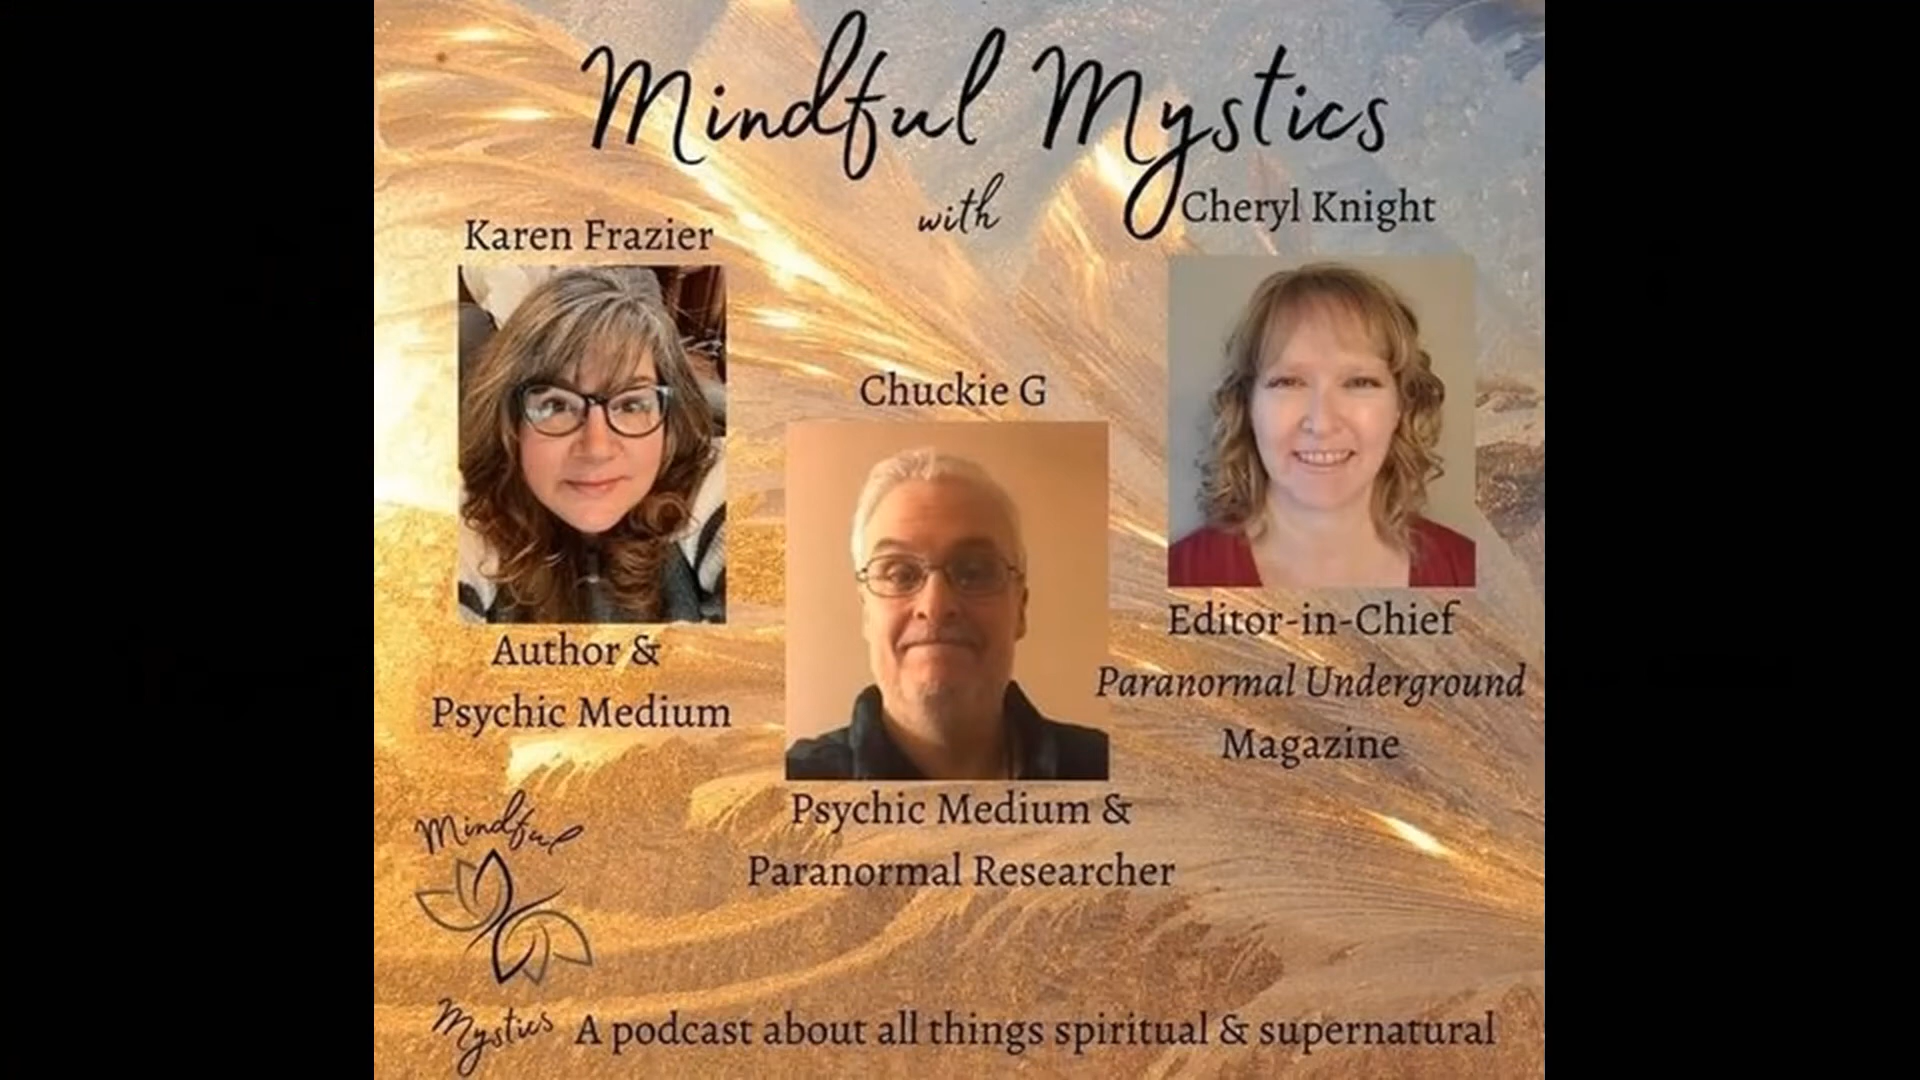 Mindful Mystics
with
Karen Frazier
Author &
Psychic Medium
Chuckie G
Psychic Medium &
Paranormal Researcher
Cheryl Knight
Editor-in-Chief
Paranormal Underground
Magazine
Mindful
Mystics
A podcast about all things spiritual & supernatural